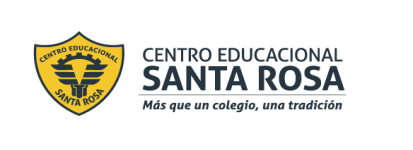 CENTRO EDUCACIONAL
SANTA ROSA
CENTRO EDUCACIONAL
SANTA ROSA
Más que un colegio, una tradición